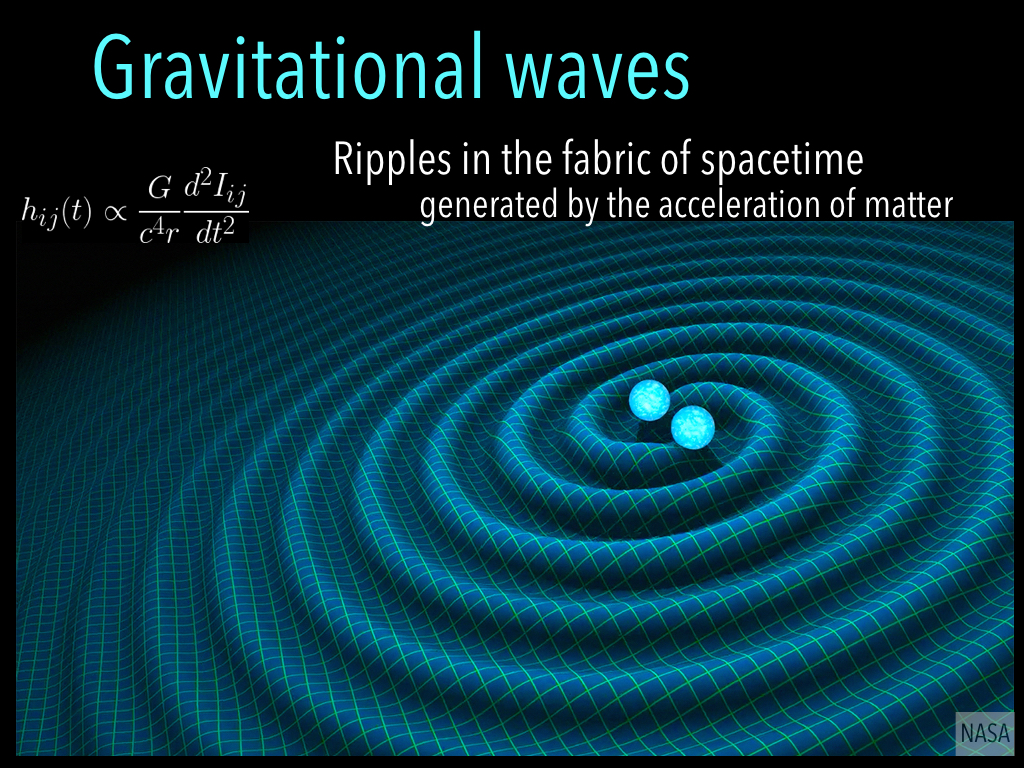 Gravitational waves
Ripples in the fabric of spacetime
generated by the acceleration of matter
h_{ij}(t) ∝ \frac{G}{c^4 r} \frac{d^2 I_{ij}}{dt^2}
NASA